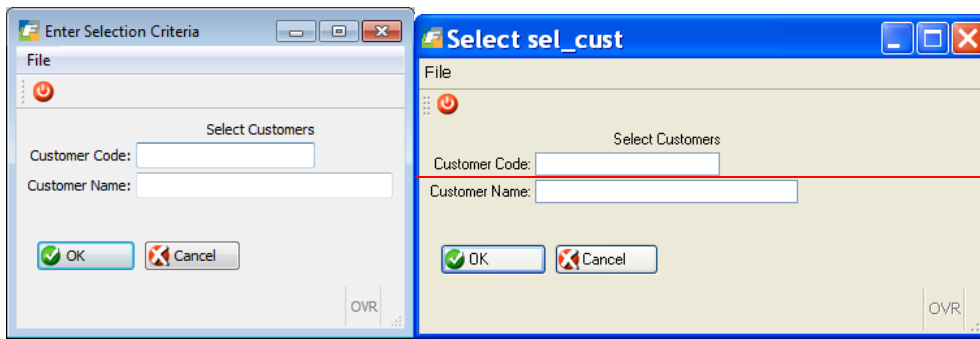 Enter Selection Criteria
File
Select Customers
Customer Code:
Customer Name:
OK Cancel
OVR
Select sel_cust
File
Select Customers
Customer Code:
Customer Name:
OK Cancel
OVR